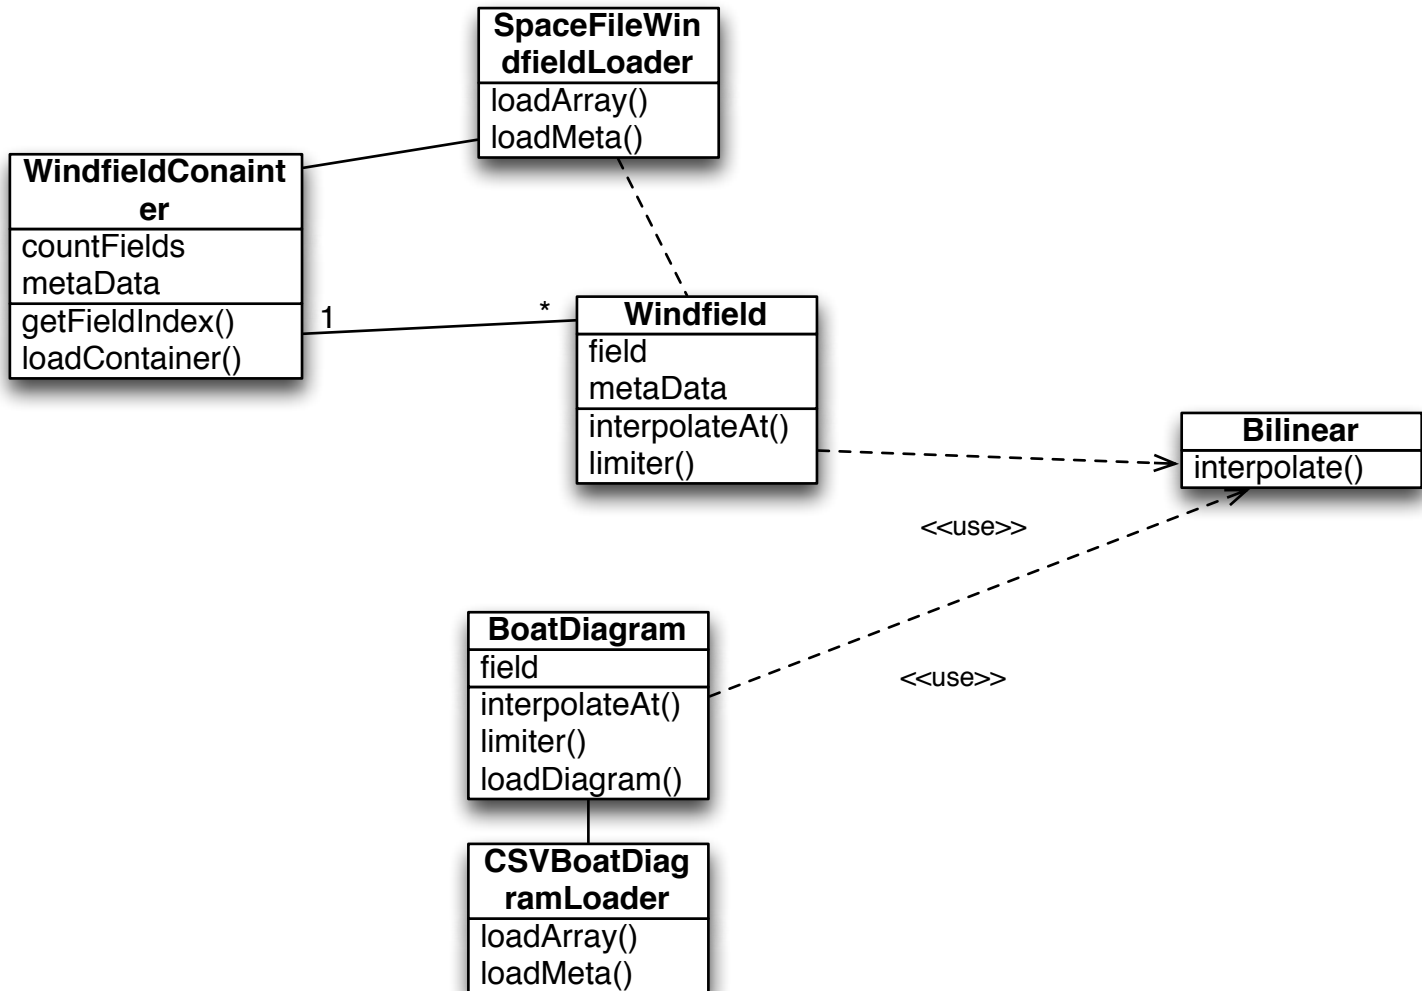 SpaceFileWin
dfieldLoader
loadArray()
loadMeta()
WindfieldConaint
er
countFields
metaData
getFieldIndex()
loadContainer()
1
*
Windfield
field
metaData
interpolateAt()
limiter()
Bilinear
interpolate()
<<use>>
BoatDiagram
field
interpolateAt()
limiter()
loadDiagram()
<<use>>
CSVBoatDiag
ramLoader
loadArray()
loadMeta()